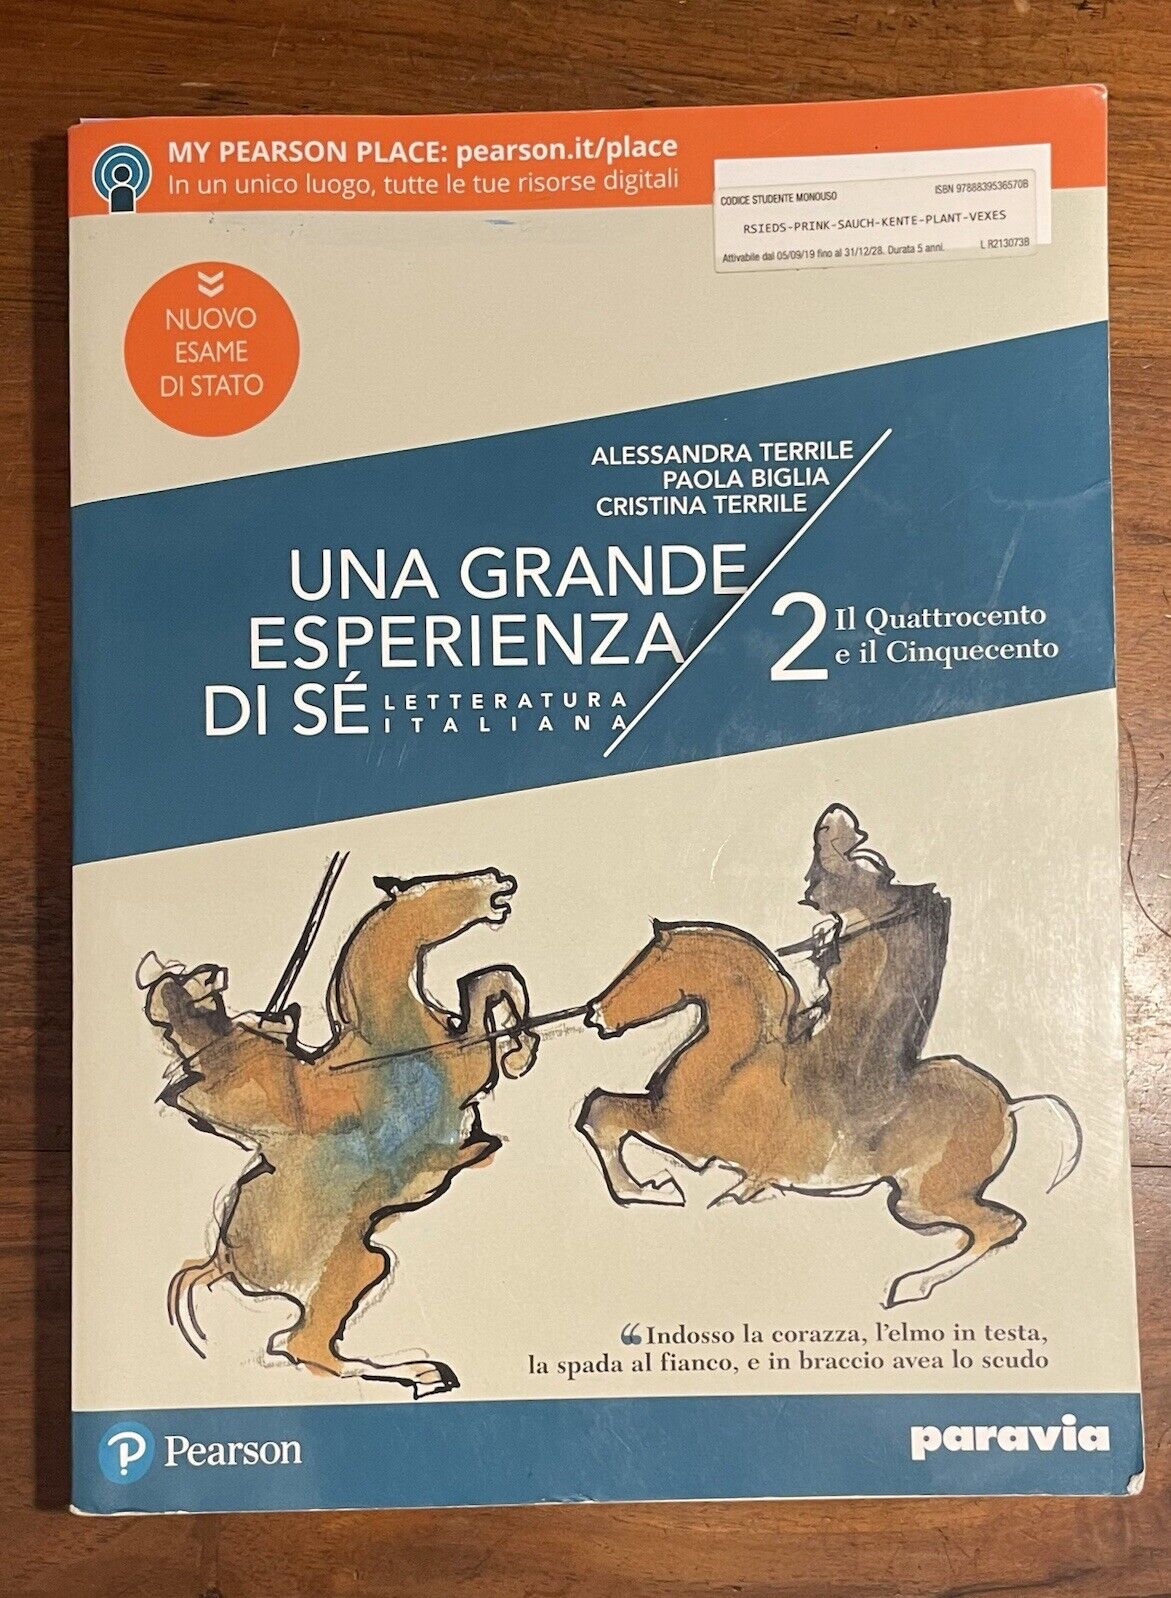 MY PEARSON PLACE: pearson.it/place
In un unico luogo, tutte le tue risorse digitali
CODICE STUDENTE MONOUSO
ISBN 9788839536570B
RSIEDS-PRINK-SAUCH-KENTE-PLANT-VEXES
Attivabile dal 05/09/19 fino al 31/12/28. Durata 5 anni.
L R213073B
NUOVO
ESAME
DI STATO
ALESSANDRA TERRILE
PAOLA BIGLIA
CRISTINA TERRILE
UNA GRANDE
ESPERIENZA
DI SÉ
LETTERATURA
ITALIANA
2
Il Quattrocento
e il Cinquecento
“Indosso la corazza, l'elmo in testa,
la spada al fianco, e in braccio avea lo scudo
Pearson
paravia